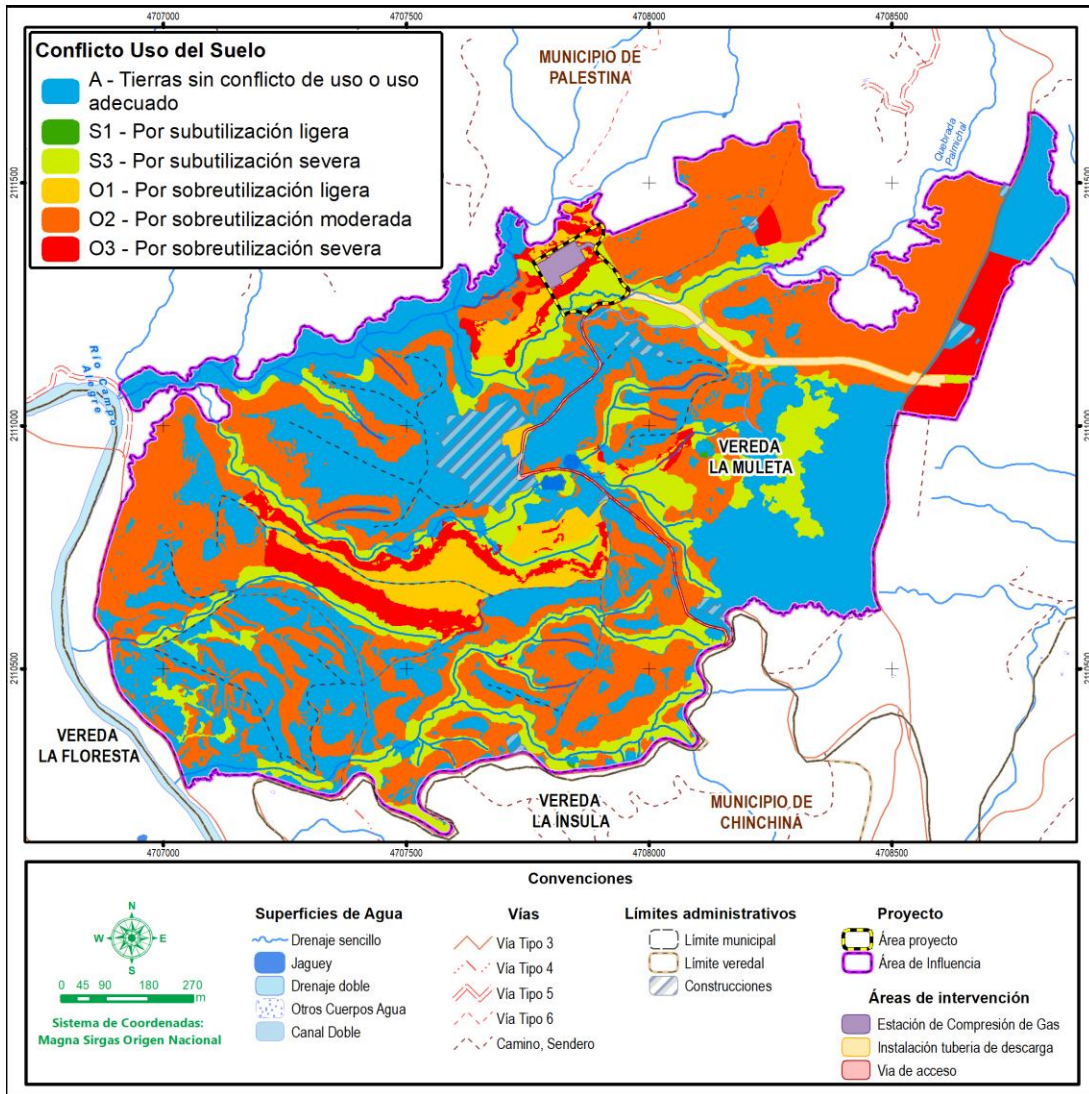 4707000
4707500
4708000
4708500
Conflicto Uso del Suelo
A - Tierras sin conflicto de uso o uso
adecuado
S1 - Por subutilización ligera
S3 - Por subutilización severa
O1 - Por sobreutilización ligera
O2 - Por sobreutilización moderada
O3 - Por sobreutilización severa
MUNICIPIO DE
PALESTINA
Quebrada
Palmichal
2111500
2111500
Río Campo
Alegre
2111000
2111000
VEREDA
LA MULETA
2110500
2110500
VEREDA
LA FLORESTA
VEREDA
LA ÍNSULA
MUNICIPIO DE
CHINCHINÁ
4707000
4707500
4708000
4708500
Convenciones
N
W
E
S
0 45 90 180 270
m
Sistema de Coordenadas:
Magna Sirgas Origen Nacional
Superficies de Agua
Drenaje sencillo
Jaguey
Drenaje doble
Otros Cuerpos Agua
Canal Doble
Vías
Vía Tipo 3
Vía Tipo 4
Vía Tipo 5
Vía Tipo 6
Camino, Sendero
Límites administrativos
Límite municipal
Límite veredal
Construcciones
Proyecto
Área proyecto
Área de Influencia
Áreas de intervención
Estación de Compresión de Gas
Instalación tuberia de descarga
Via de acceso